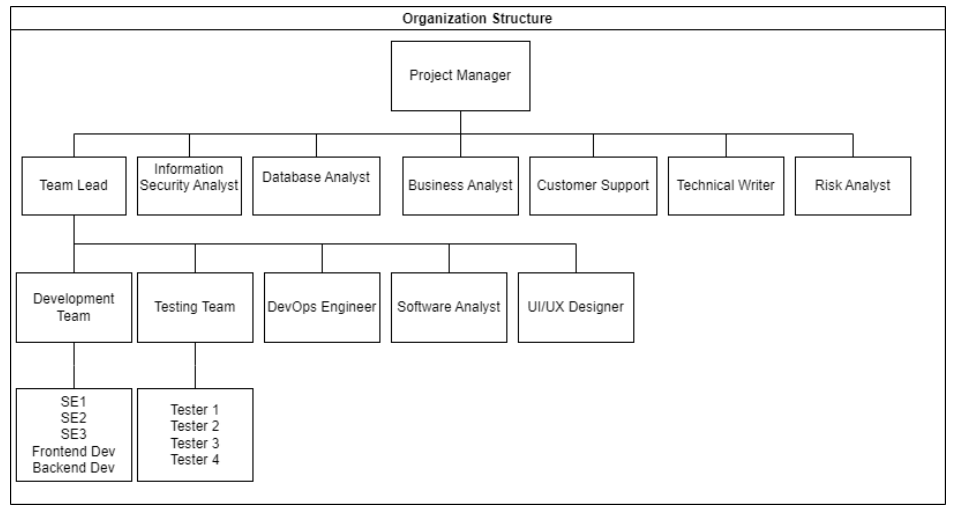 Organization Structure
Project Manager
Team Lead
Information
Security Analyst
Database Analyst
Business Analyst
Customer Support
Technical Writer
Risk Analyst
Development
Team
Testing Team
DevOps Engineer
Software Analyst
UI/UX Designer
SE1
SE2
SE3
Frontend Dev
Backend Dev
Tester 1
Tester 2
Tester 3
Tester 4